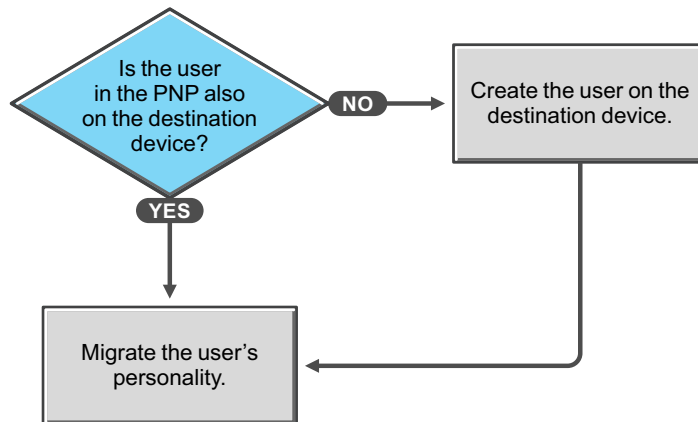 Is the user
in the PNP also
on the destination
device?
NO
Create the user on the
destination device.
YES
Migrate the user's
personality.